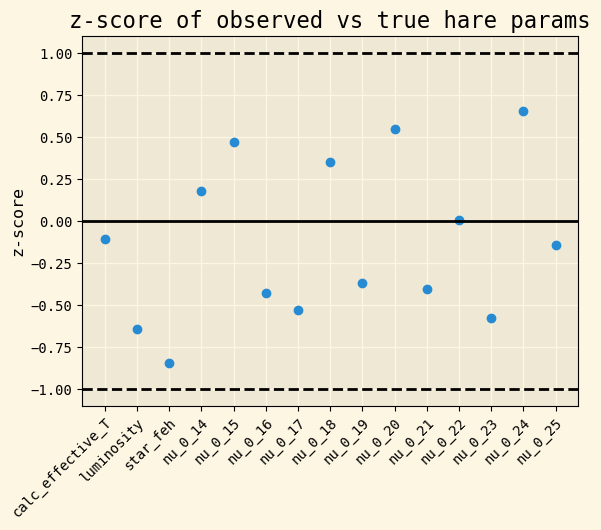 z-score of observed vs true hare params
z-score
1.00
0.75
0.50
0.25
0.00
−0.25
−0.50
−0.75
−1.00
calc_effective_T
luminosity
star_feh
nu_0_14
nu_0_15
nu_0_16
nu_0_17
nu_0_18
nu_0_19
nu_0_20
nu_0_21
nu_0_22
nu_0_23
nu_0_24
nu_0_25